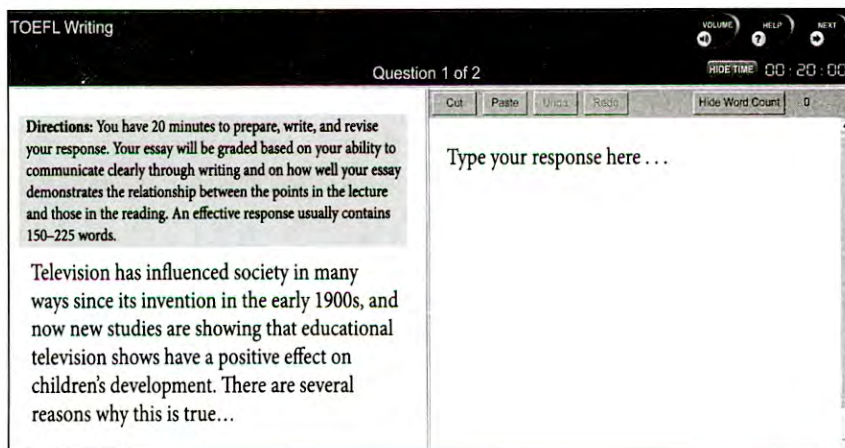 TOEFL Writing
VOLUME
HELP
NEXT
Question 1 of 2
HIDE TIME 00:20:00
Cut Paste Undo Redo Hide Word Count 0
Directions: You have 20 minutes to prepare, write, and revise
your response. Your essay will be graded based on your ability to
communicate clearly through writing and on how well your essay
demonstrates the relationship between the points in the lecture
and those in the reading. An effective response usually contains
150–225 words.
Television has influenced society in many
ways since its invention in the early 1900s, and
now new studies are showing that educational
television shows have a positive effect on
children's development. There are several
reasons why this is true…
Type your response here . . .